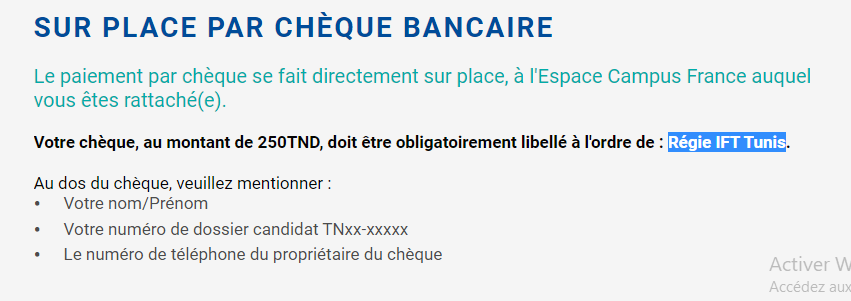 SUR PLACE PAR CHÈQUE BANCAIRE
Le paiement par chèque se fait directement sur place, à l'Espace Campus France auquel
vous êtes rattaché(e).
Votre chèque, au montant de 250TND, doit être obligatoirement libellé à l'ordre de : Régie IFT Tunis.
Au dos du chèque, veuillez mentionner :
• Votre nom/Prénom
• Votre numéro de dossier candidat TNxx-xxxxx
• Le numéro de téléphone du propriétaire du chèque
Activer W
Accédez aux